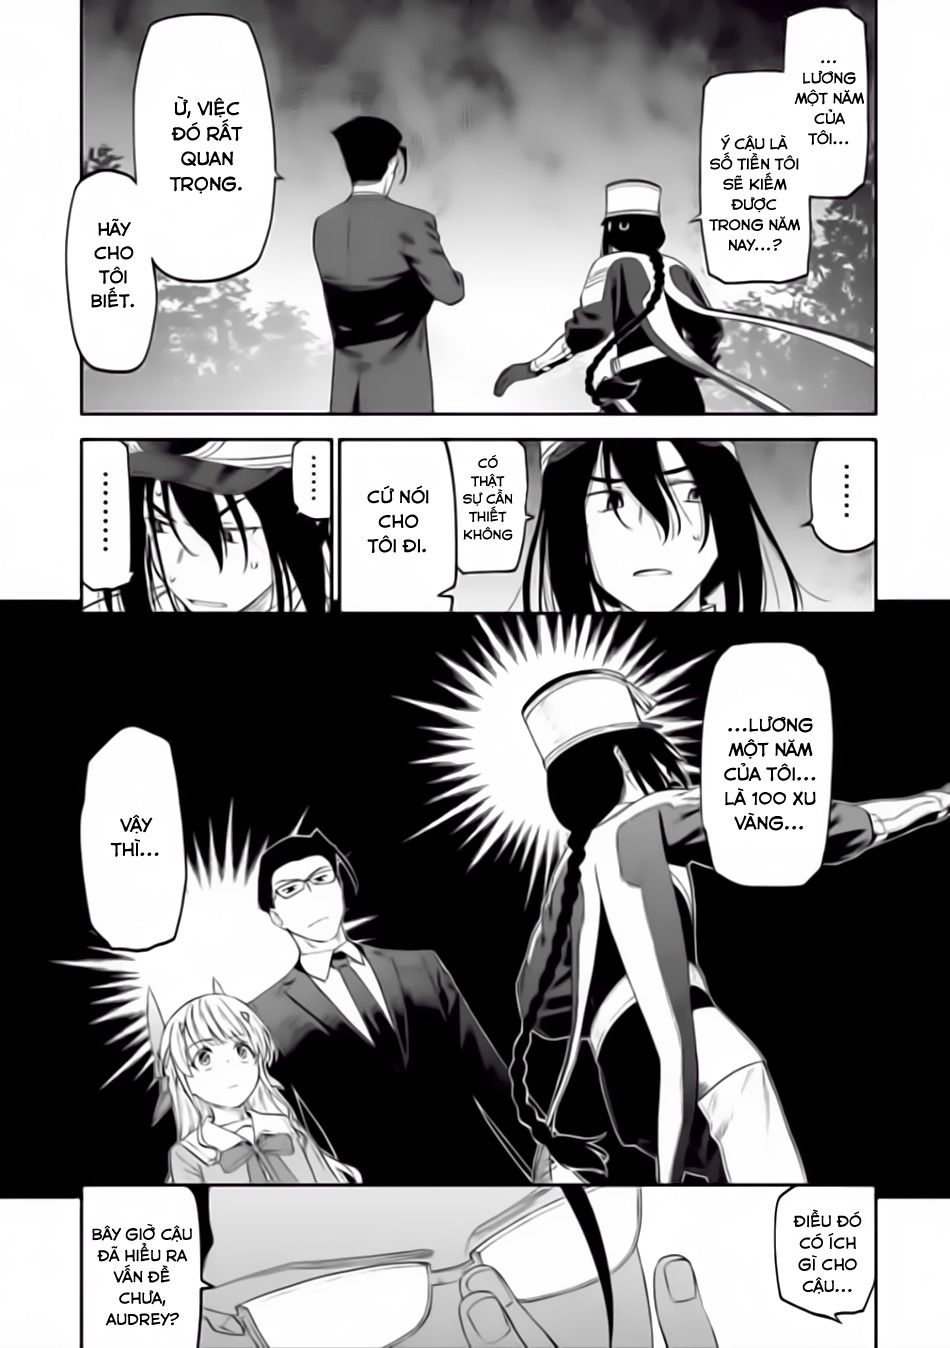 ...
LƯƠNG
MỘT NĂM
CỦA
TÔI...
Ý CẬU LÀ
SỐ TIỀN TÔI
SẼ KIẾM
ĐƯỢC
TRONG NĂM
NAY...?
Ừ, VIỆC
ĐÓ RẤT
QUAN
TRỌNG.
HÃY
CHO
TÔI
BIẾT.
CÓ
THẬT
SỰ CẦN
THIẾT
KHÔNG
CỨ NÓI
CHO
TÔI ĐI.
...LƯƠNG
MỘT NĂM
CỦA TÔI...
LÀ 100 XU
VÀNG...
VẬY
THÌ...
ĐIỀU ĐÓ
CÓ ÍCH
GÌ CHO
CẬU...
BÂY GIỜ CẬU
ĐÃ HIỂU RA
VẤN ĐỀ
CHƯA,
AUDREY?